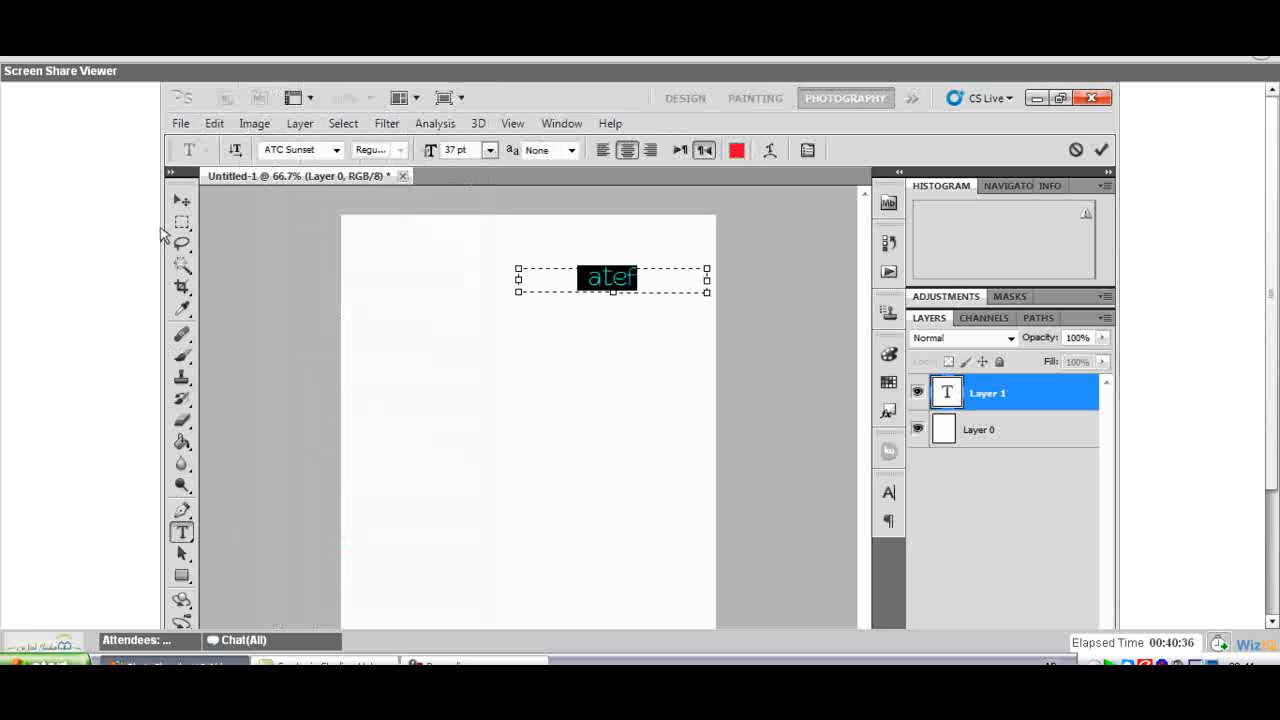 Screen Share Viewer
DESIGN PAINTING PHOTOGRAPHY CS Live
File Edit Image Layer Select Filter Analysis 3D View Window Help
T ATC Sunset Regu... 37 pt aa None
Untitled-1 @ 66.7% (Layer 0, RGB/8) *
HISTOGRAM NAVIGATO INFO
Mb
atef
ADJUSTMENTS MASKS
LAYERS CHANNELS PATHS
Normal Opacity: 100%
Fill: 100%
T Layer 1
Layer 0
ku
Attendees: ... Chat(All)
Elapsed Time 00:40:36